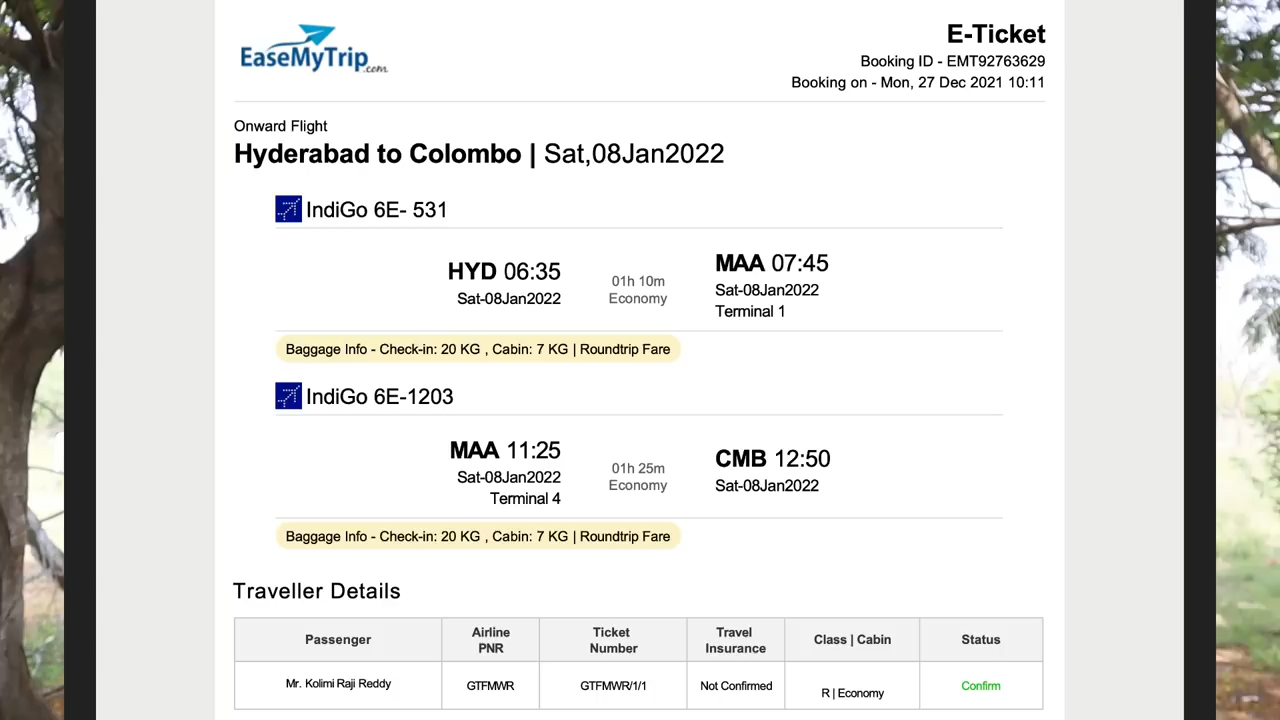 EaseMyTrip.com
E-Ticket
Booking ID - EMT92763629
Booking on - Mon, 27 Dec 2021 10:11
Onward Flight
Hyderabad to Colombo | Sat,08Jan2022
IndiGo 6E- 531
HYD 06:35
Sat-08Jan2022
01h 10m
Economy
MAA 07:45
Sat-08Jan2022
Terminal 1
Baggage Info - Check-in: 20 KG , Cabin: 7 KG | Roundtrip Fare
IndiGo 6E-1203
MAA 11:25
Sat-08Jan2022
Terminal 4
01h 25m
Economy
CMB 12:50
Sat-08Jan2022
Baggage Info - Check-in: 20 KG , Cabin: 7 KG | Roundtrip Fare
Traveller Details
Passenger
Airline
PNR
Ticket
Number
Travel
Insurance
Class | Cabin
Status
Mr. Kolimi Raji Reddy
GTFMWR
GTFMWR/1/1
Not Confirmed
R | Economy
Confirm